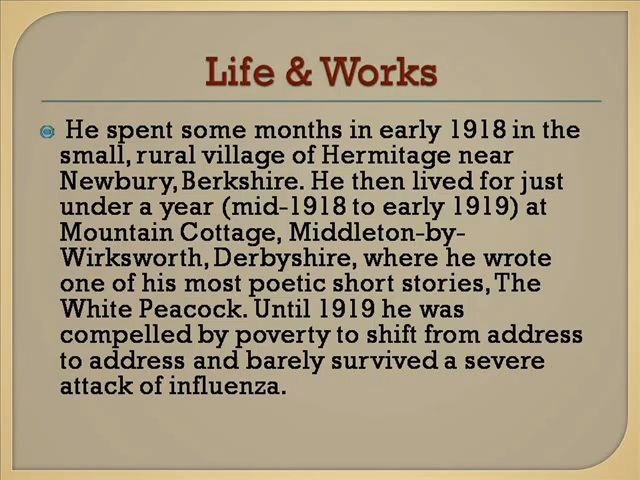 Life & Works
He spent some months in early 1918 in the
small, rural village of Hermitage near
Newbury, Berkshire. He then lived for just
under a year (mid-1918 to early 1919) at
Mountain Cottage, Middleton-by-
Wirksworth, Derbyshire, where he wrote
one of his most poetic short stories, The
White Peacock. Until 1919 he was
compelled by poverty to shift from address
to address and barely survived a severe
attack of influenza.